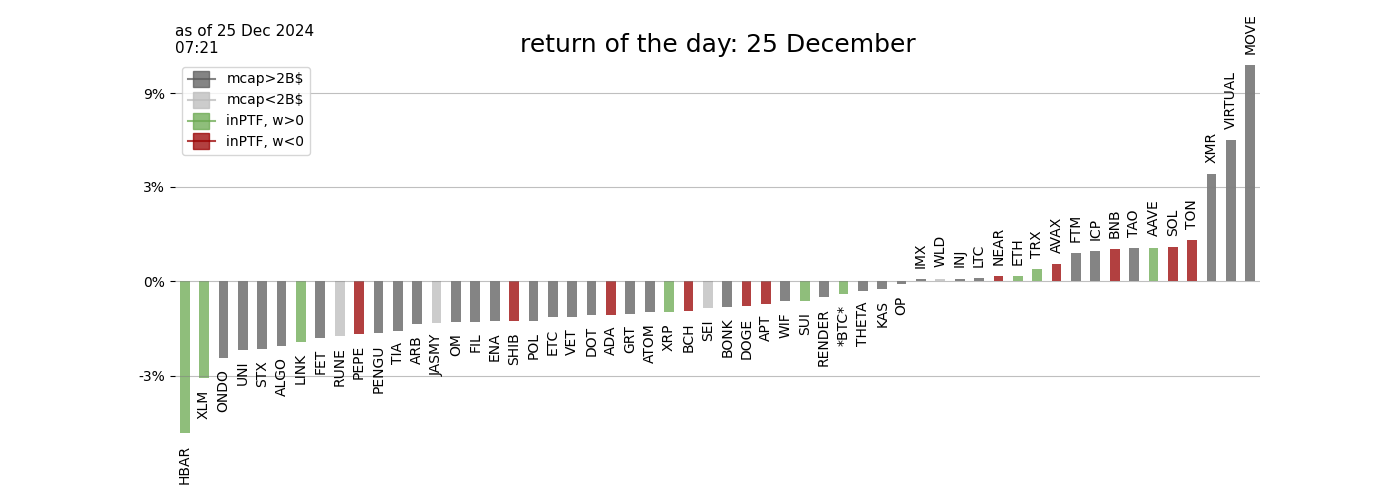 as of 25 Dec 2024
07:21
return of the day: 25 December
mcap>2B$
mcap<2B$
inPTF, w>0
inPTF, w<0
9%
3%
0%
-3%
HBAR
XLM
ONDO
UNI
STX
ALGO
LINK
FET
RUNE
PEPE
PENGU
TIA
ARB
JASMY
OM
FIL
ENA
SHIB
POL
ETC
VET
DOT
ADA
GRT
ATOM
XRP
BCH
SEI
BONK
DOGE
APT
WIF
SUI
RENDER
*BTC*
THETA
KAS
OP
IMX
WLD
INJ
LTC
NEAR
ETH
TRX
AVAX
FTM
ICP
BNB
TAO
AAVE
SOL
TON
XMR
VIRTUAL
MOVE